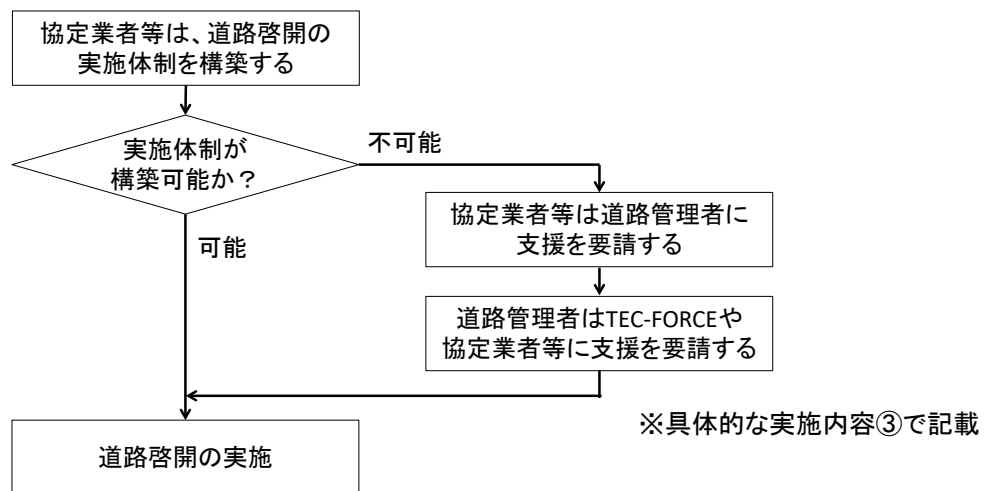 協定業者等は、道路啓開の
実施体制を構築する
実施体制が
構築可能か？
不可能
協定業者等は道路管理者に
支援を要請する
可能
道路管理者はTEC-FORCEや
協定業者等に支援を要請する
※具体的な実施内容③で記載
道路啓開の実施